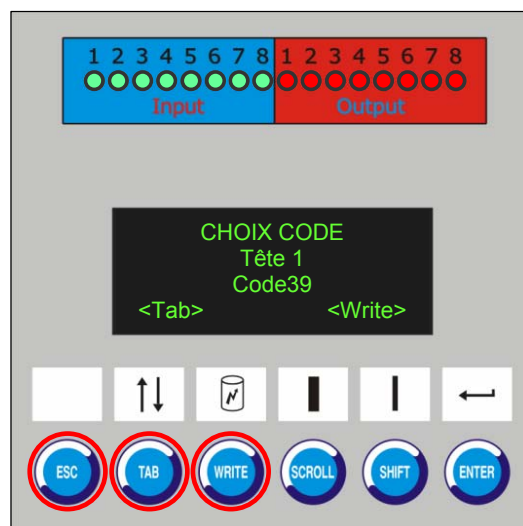 1 2 3 4 5 6 7 8 1 2 3 4 5 6 7 8
Input Output
CHOIX CODE
Tête 1
Code39
<Tab> <Write>
ESC TAB WRITE SCROLL SHIFT ENTER